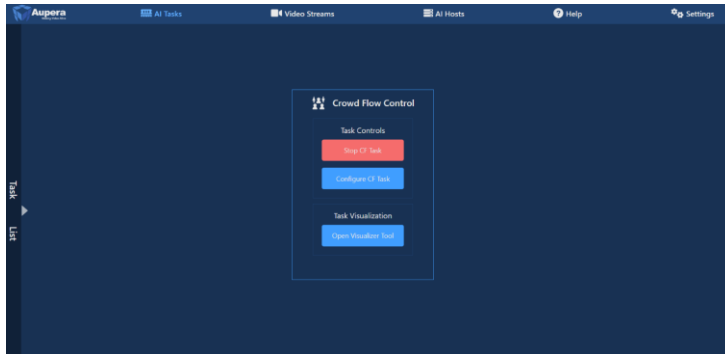 Aupera
AI Tasks
Video Streams
AI Hosts
Help
Settings
Task List
Crowd Flow Control
Task Controls
Stop CF Task
Configure CF Task
Task Visualization
Open Visualizer Tool